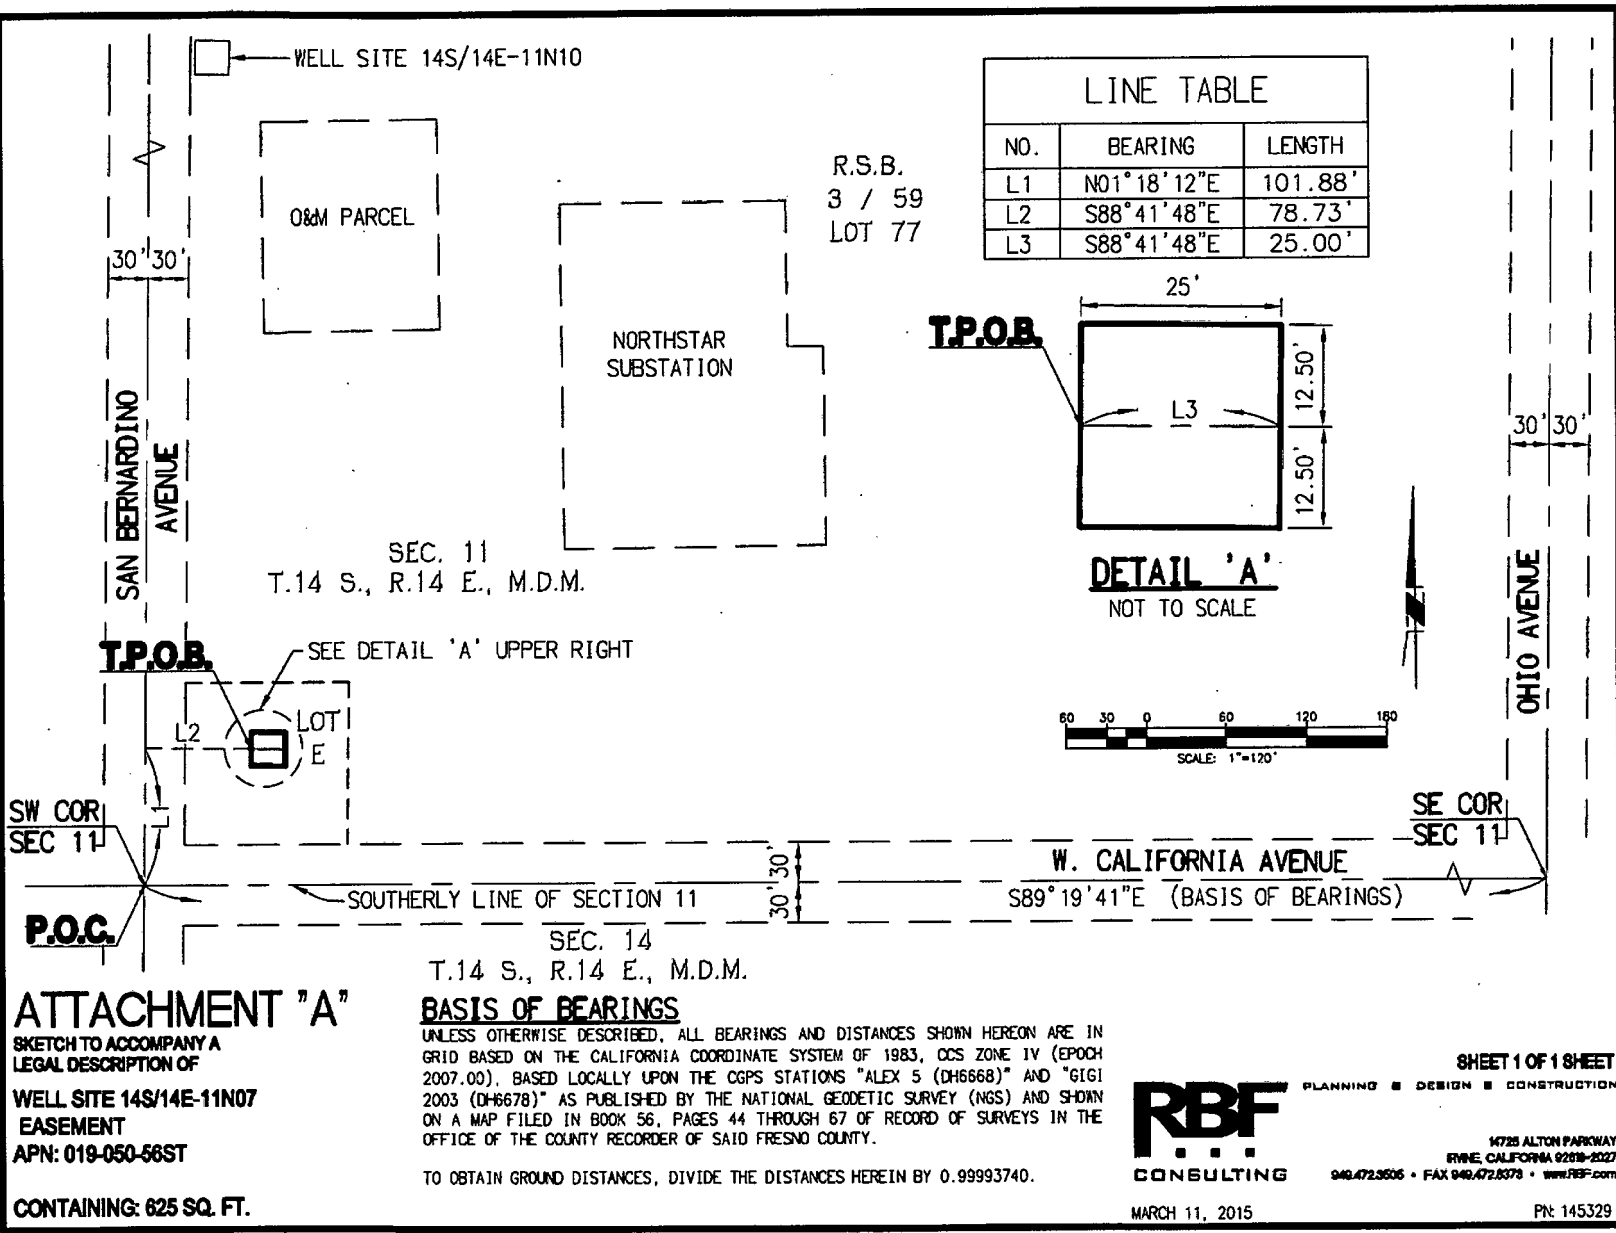 WELL SITE 14S/14E-11N10
LINE TABLE
NO. BEARING LENGTH
L1 N01°18'12"E 101.88'
L2 S88°41'48"E 78.73'
L3 S88°41'48"E 25.00'
O&M PARCEL
R.S.B.
3 / 59
LOT 77
30' 30'
25'
T.P.O.B.
L3
12.50'
12.50'
DETAIL 'A'
NOT TO SCALE
NORTHSTAR
SUBSTATION
SAN BERNARDINO
AVENUE
30' 30'
OHIO AVENUE
SEC. 11
T.14 S., R.14 E., M.D.M.
T.P.O.B.
SEE DETAIL 'A' UPPER RIGHT
L2
LOT
E
L1
60 30 0 60 120 180
SCALE: 1"=120'
SW COR
SEC 11
SE COR
SEC 11
30' 30'
W. CALIFORNIA AVENUE
S89°19'41"E (BASIS OF BEARINGS)
SOUTHERLY LINE OF SECTION 11
P.O.C.
SEC. 14
T.14 S., R.14 E., M.D.M.
ATTACHMENT "A"
SKETCH TO ACCOMPANY A
LEGAL DESCRIPTION OF
WELL SITE 14S/14E-11N07
EASEMENT
APN: 019-050-56ST
CONTAINING: 625 SQ. FT.
BASIS OF BEARINGS
UNLESS OTHERWISE DESCRIBED, ALL BEARINGS AND DISTANCES SHOWN HEREON ARE IN
GRID BASED ON THE CALIFORNIA COORDINATE SYSTEM OF 1983, CCS ZONE IV (EPOCH
2007.00), BASED LOCALLY UPON THE CGPS STATIONS "ALEX 5 (DH6668)" AND "GIGI
2003 (DH6678)" AS PUBLISHED BY THE NATIONAL GEODETIC SURVEY (NGS) AND SHOWN
ON A MAP FILED IN BOOK 56, PAGES 44 THROUGH 67 OF RECORD OF SURVEYS IN THE
OFFICE OF THE COUNTY RECORDER OF SAID FRESNO COUNTY.
TO OBTAIN GROUND DISTANCES, DIVIDE THE DISTANCES HEREIN BY 0.99993740.
SHEET 1 OF 1 SHEET
PLANNING DESIGN CONSTRUCTION
RBF
CONSULTING
14725 ALTON PARKWAY
IRVINE, CALIFORNIA 92618-2027
949.472.3505 • FAX 949.472.8373 • www.RBF.com
MARCH 11, 2015
PN: 145329